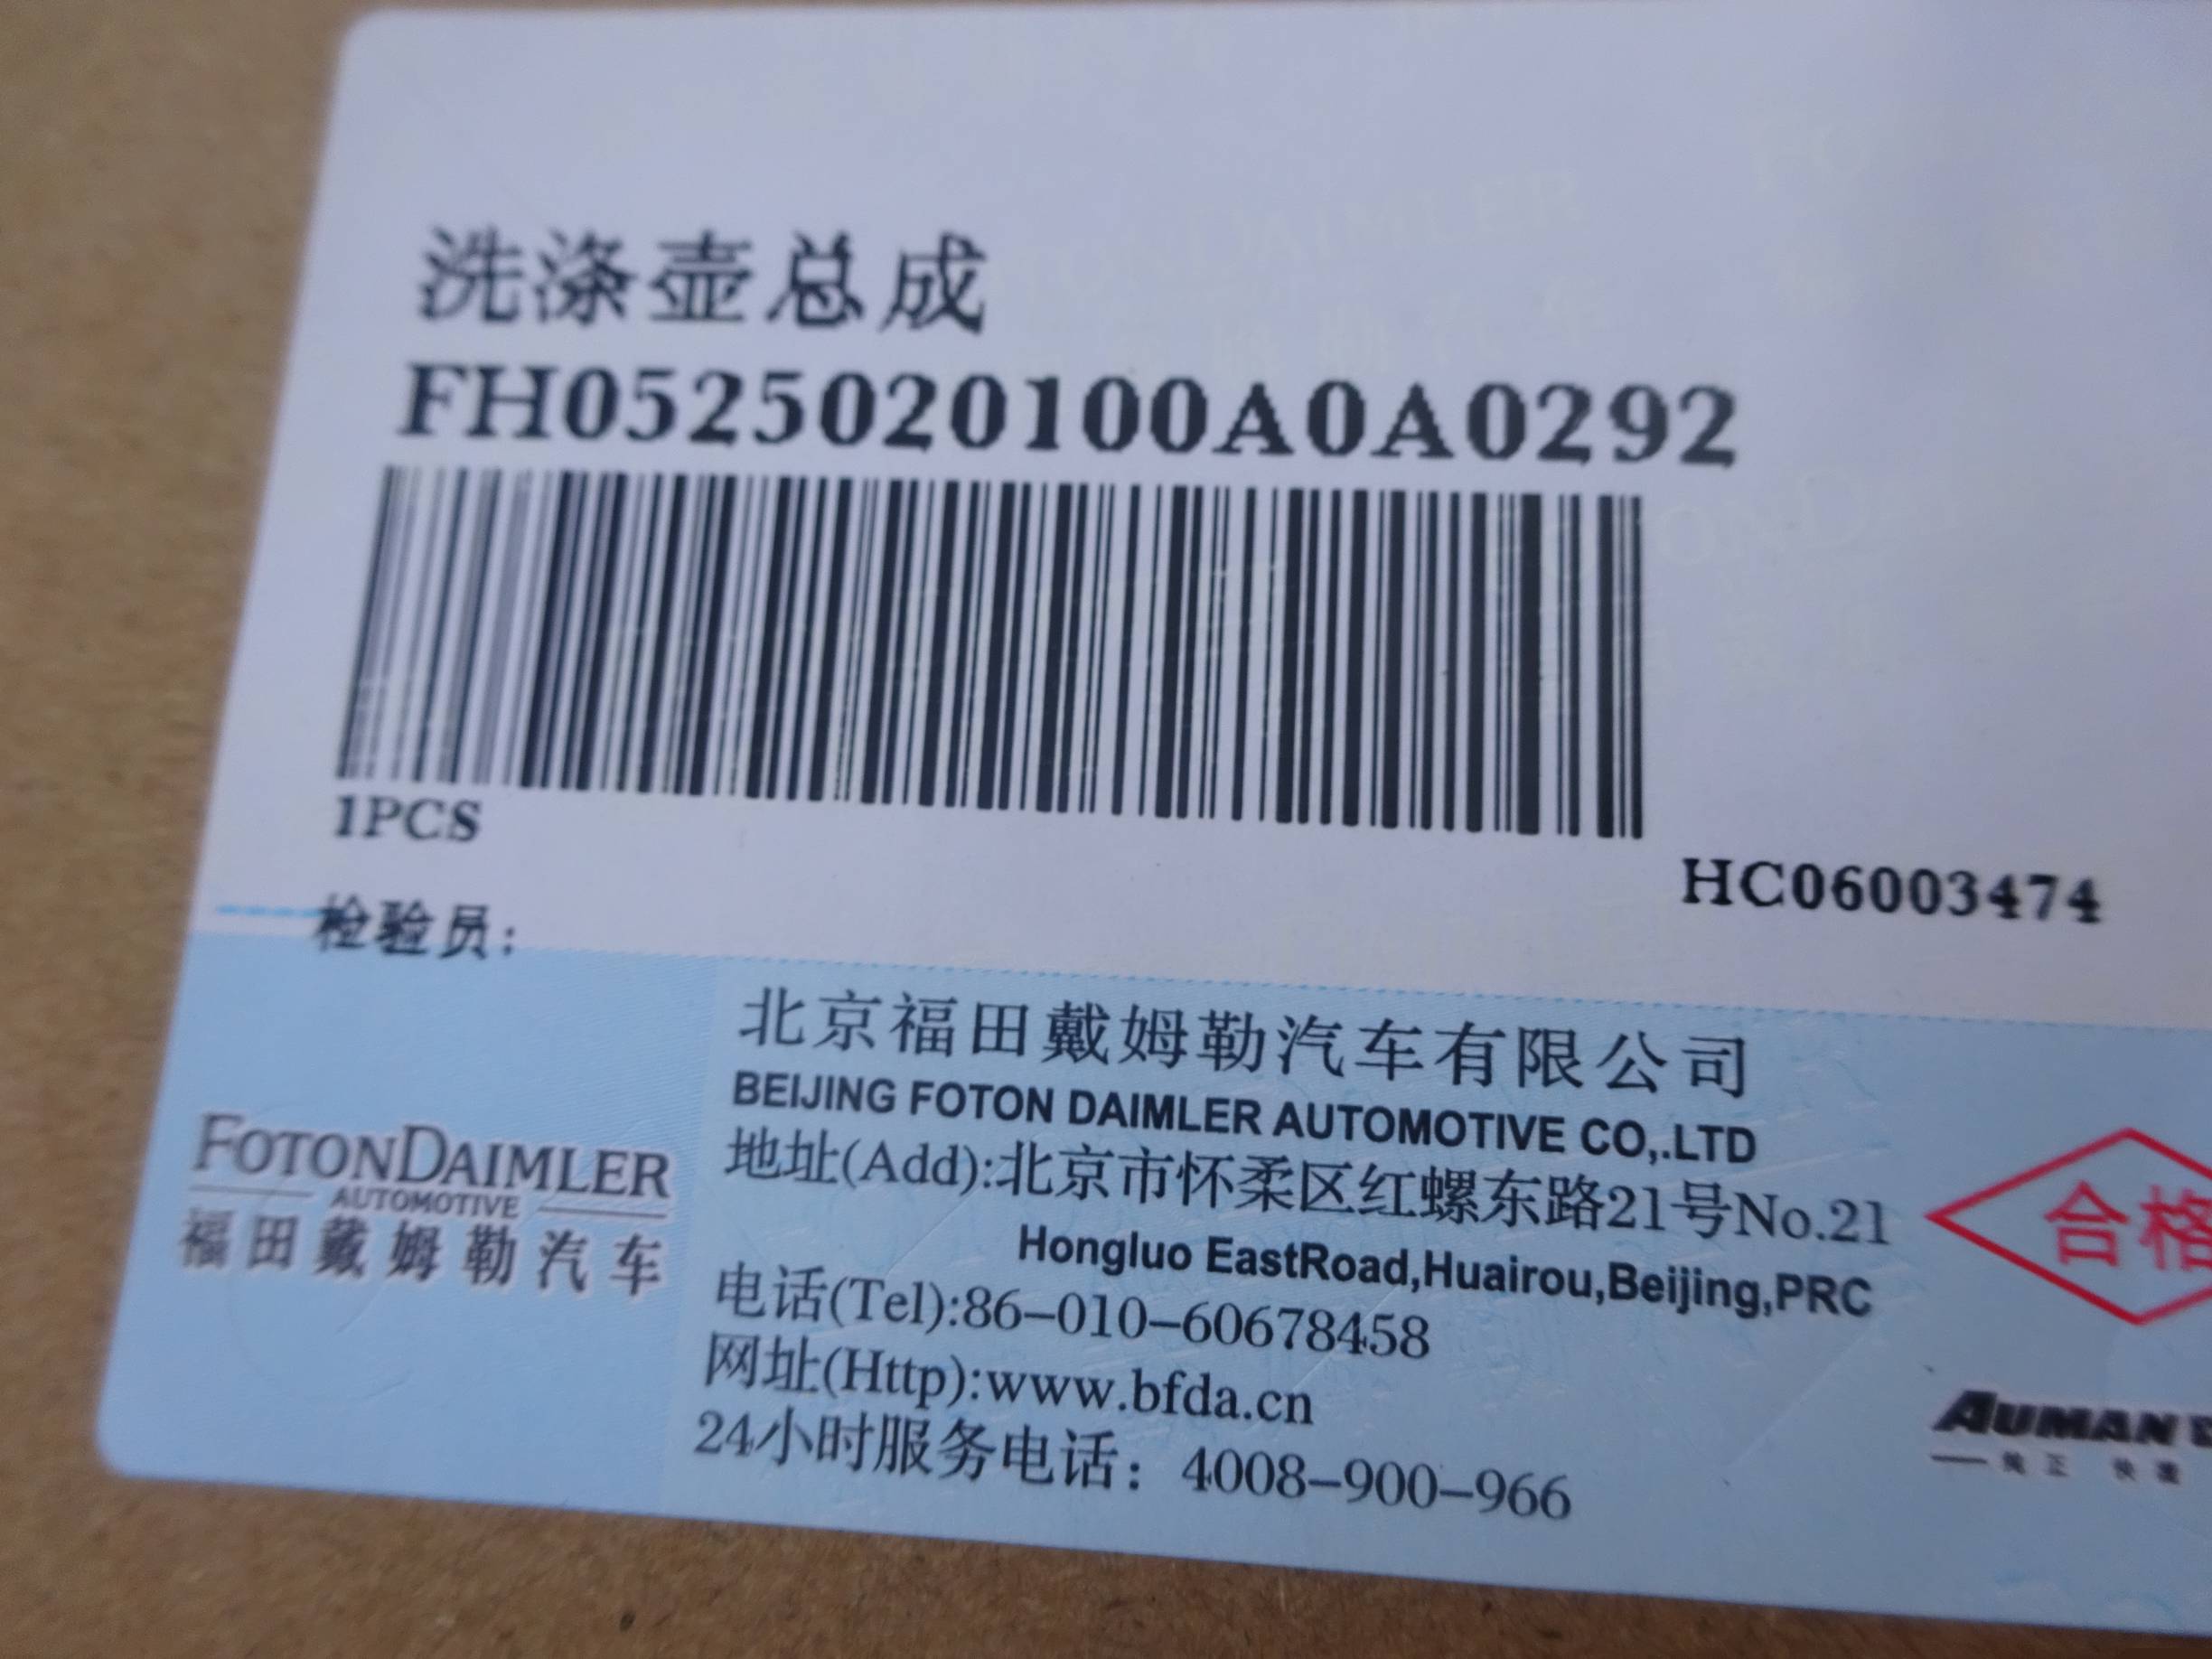 洗涤壶总成
FH0525020100A0A0292
1PCS
HC06003474
检验员:
北京福田戴姆勒汽车有限公司
BEIJING FOTON DAIMLER AUTOMOTIVE CO,.LTD
地址(Add):北京市怀柔区红螺东路21号No.21
Hongluo EastRoad,Huairou,Beijing,PRC
电话(Tel):86-010-60678458
网址(Http):www.bfda.cn
24小时服务电话：4008-900-966
FOTONDAIMLER
AUTOMOTIVE
福田戴姆勒汽车
合格
AUMAN